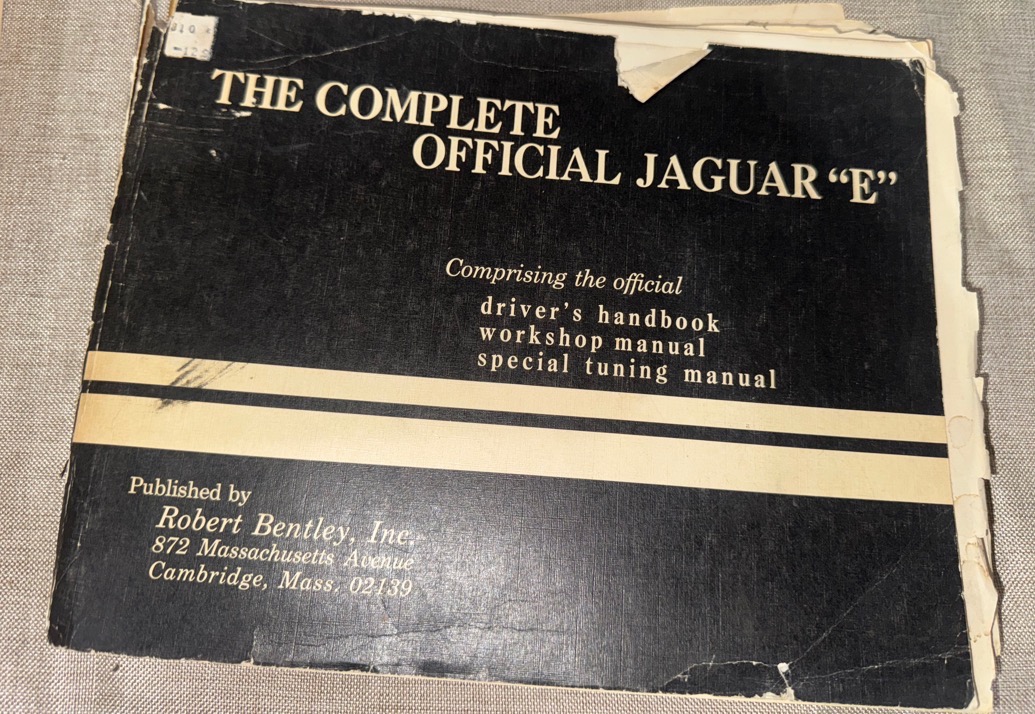 THE COMPLETE
OFFICIAL JAGUAR “E”
Comprising the official
driver's handbook
workshop manual
special tuning manual
Published by
Robert Bentley, Inc.
872 Massachusetts Avenue
Cambridge, Mass. 02139